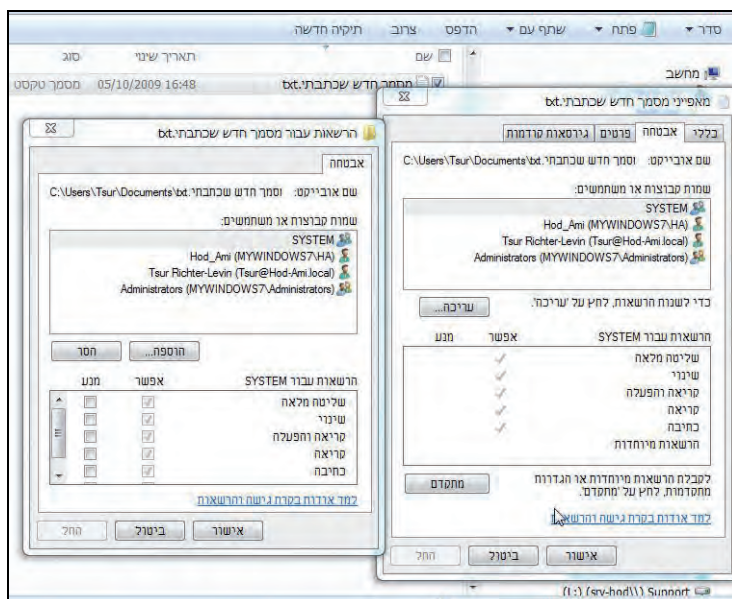 סדר פתח שתף עם הדפס צרוב תיקיה חדשה
מחשב
שם תאריך שינוי סוג
מסמך חדש שכתבתי.txt 05/10/2009 16:48 מסמך טקסט
מאפייני מסמך חדש שכתבתי.txt
כללי אבטחה פרטים גירסאות קודמות
שם אובייקט: וסמך חדש שכתבתי.C:\Users\Tsur\Documents\txt
שמות קבוצות או משתמשים:
SYSTEM
Hod_Ami (MYWINDOWS7\HA)
Tsur Richter-Levin (Tsur@Hod-Ami.local)
Administrators (MYWINDOWS7\Administrators)
כדי לשנות הרשאות, לחץ על 'עריכה'.
עריכה...
הרשאות עבור SYSTEM אפשר מנע
שליטה מלאה
שינוי
קריאה והפעלה
קריאה
כתיבה
הרשאות מיוחדות
לקבלת הרשאות מיוחדות או הגדרות
מתקדמות, לחץ על 'מתקדם'.
מתקדם
למד אודות בקרת גישה והרשאות
אישור ביטול החל
הרשאות עבור מסמך חדש שכתבתי.txt
אבטחה
שם אובייקט: וסמך חדש שכתבתי.C:\Users\Tsur\Documents\txt
שמות קבוצות או משתמשים:
SYSTEM
Hod_Ami (MYWINDOWS7\HA)
Tsur Richter-Levin (Tsur@Hod-Ami.local)
Administrators (MYWINDOWS7\Administrators)
הוספה... הסר
הרשאות עבור SYSTEM אפשר מנע
שליטה מלאה
שינוי
קריאה והפעלה
קריאה
כתיבה
למד אודות בקרת גישה והרשאות
אישור ביטול החל
(L:) (srv-hod\\) Support